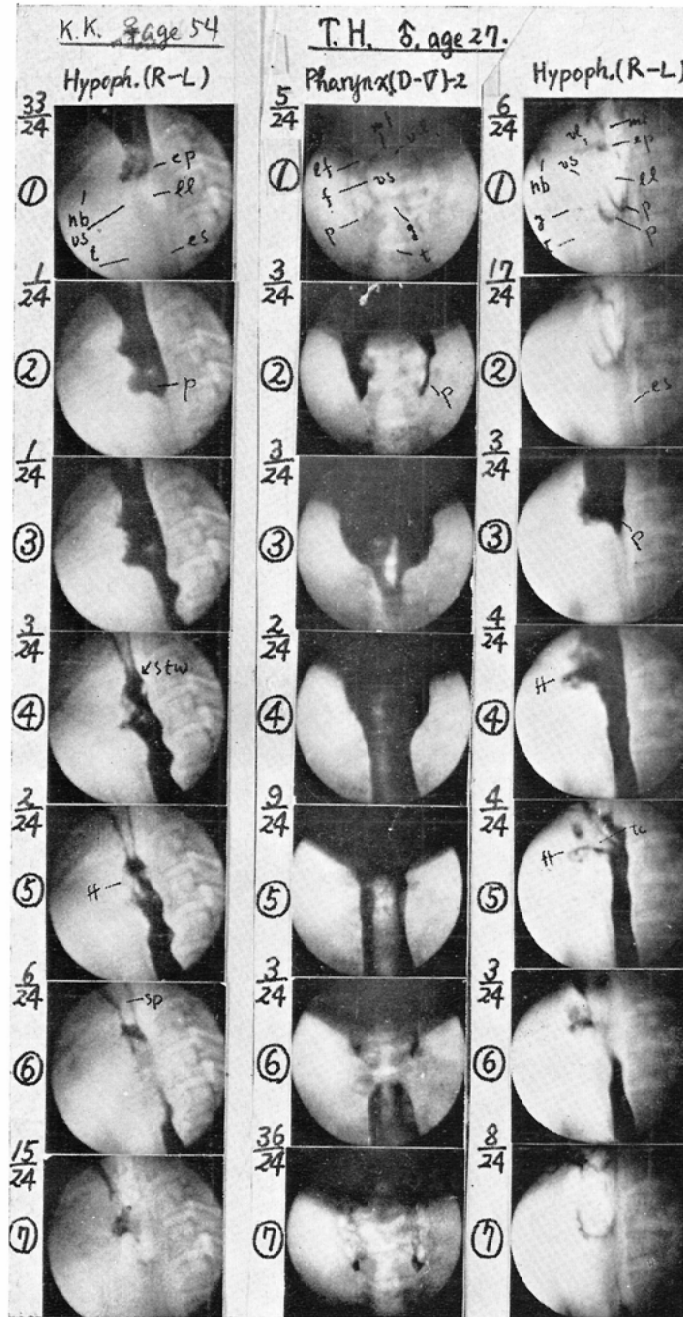 K.K. ♀ age 54
Hypoph. (R-L)
33/24
①
ep
ll
hb
vs
t
es
1/24
②
p
1/24
③
3/24
④
stw
2/24
⑤
ff
6/24
⑥
sp
15/24
⑦
T.H. ♂, age 27.
Pharynx(D-V)-2
5/24
①
ef
f
vs
p
t
3/24
②
p
3/24
③
2/24
④
9/24
⑤
3/24
⑥
36/24
⑦
Hypoph. (R-L)
6/24
①
ep
vs
hb
ll
p
p
17/24
②
es
3/24
③
p
4/24
④
ff
4/24
⑤
ff
tc
3/24
⑥
8/24
⑦